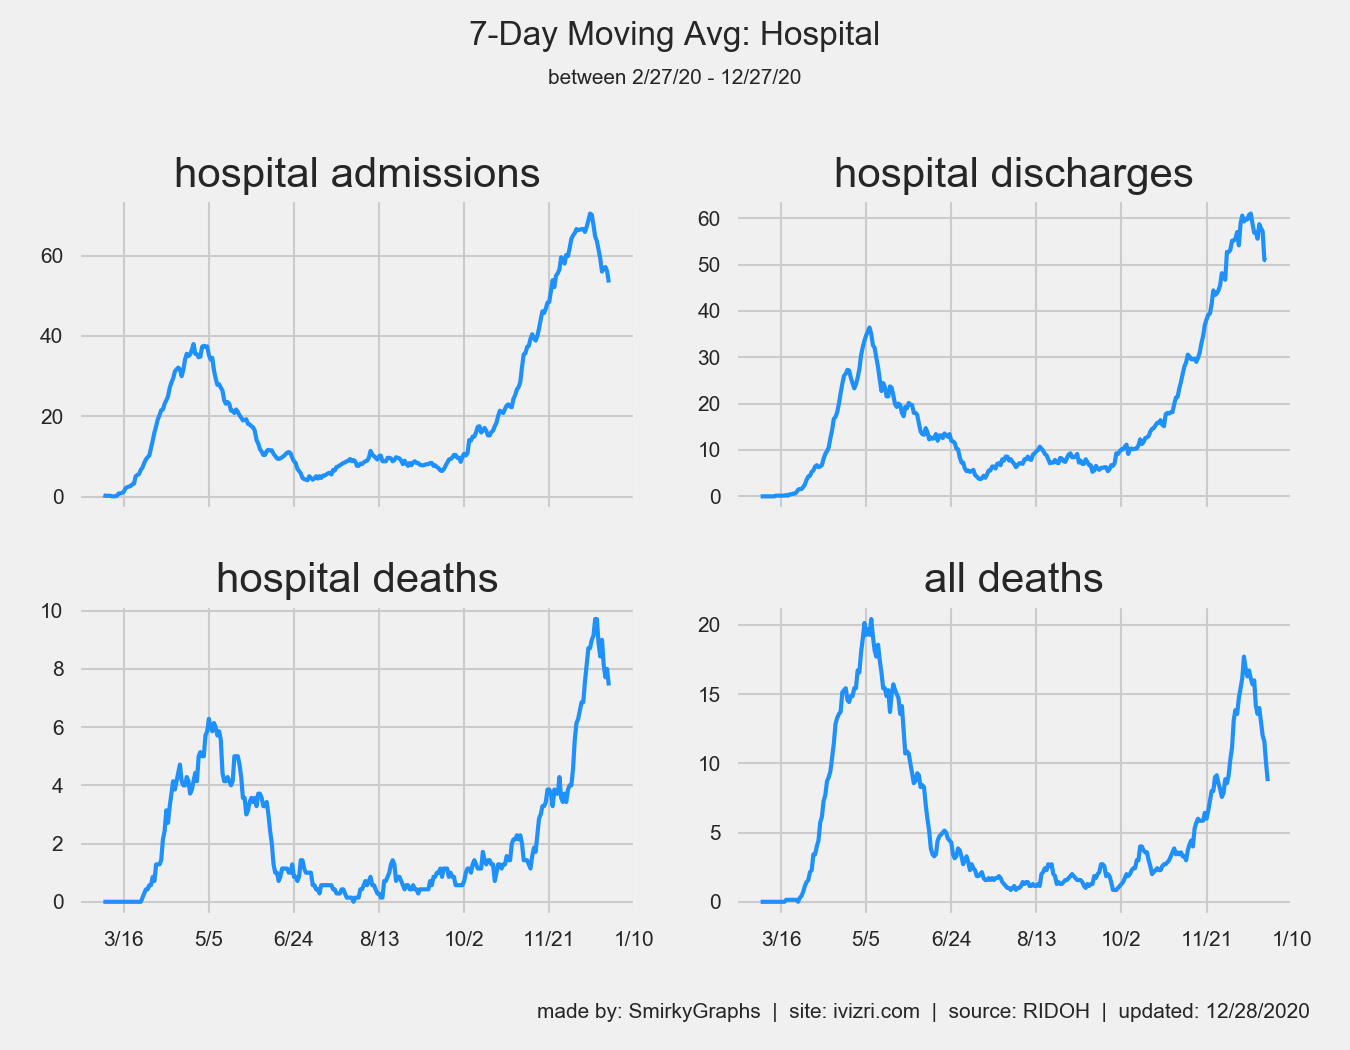 7-Day Moving Avg: Hospital
between 2/27/20 - 12/27/20
hospital admissions
60
40
20
0
hospital discharges
60
50
40
30
20
10
0
hospital deaths
10
8
6
4
2
0
3/16 5/5 6/24 8/13 10/2 11/21 1/10
all deaths
20
15
10
5
0
3/16 5/5 6/24 8/13 10/2 11/21 1/10
made by: SmirkyGraphs | site: ivizri.com | source: RIDOH | updated: 12/28/2020